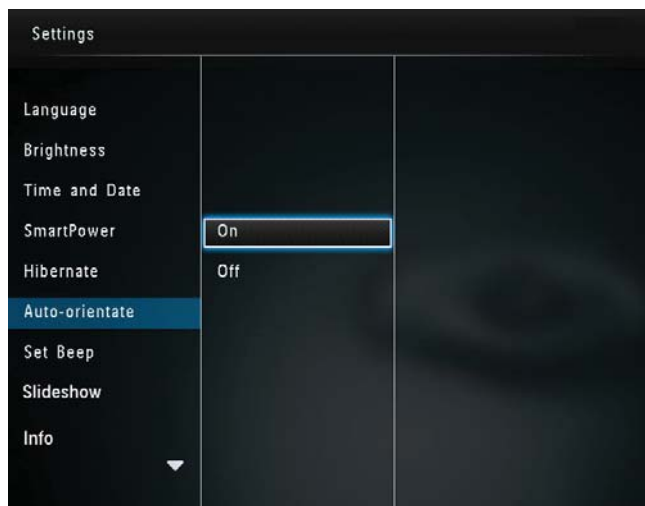 Settings
Language
Brightness
Time and Date
SmartPower
On
Hibernate
Off
Auto-orientate
Set Beep
Slideshow
Info